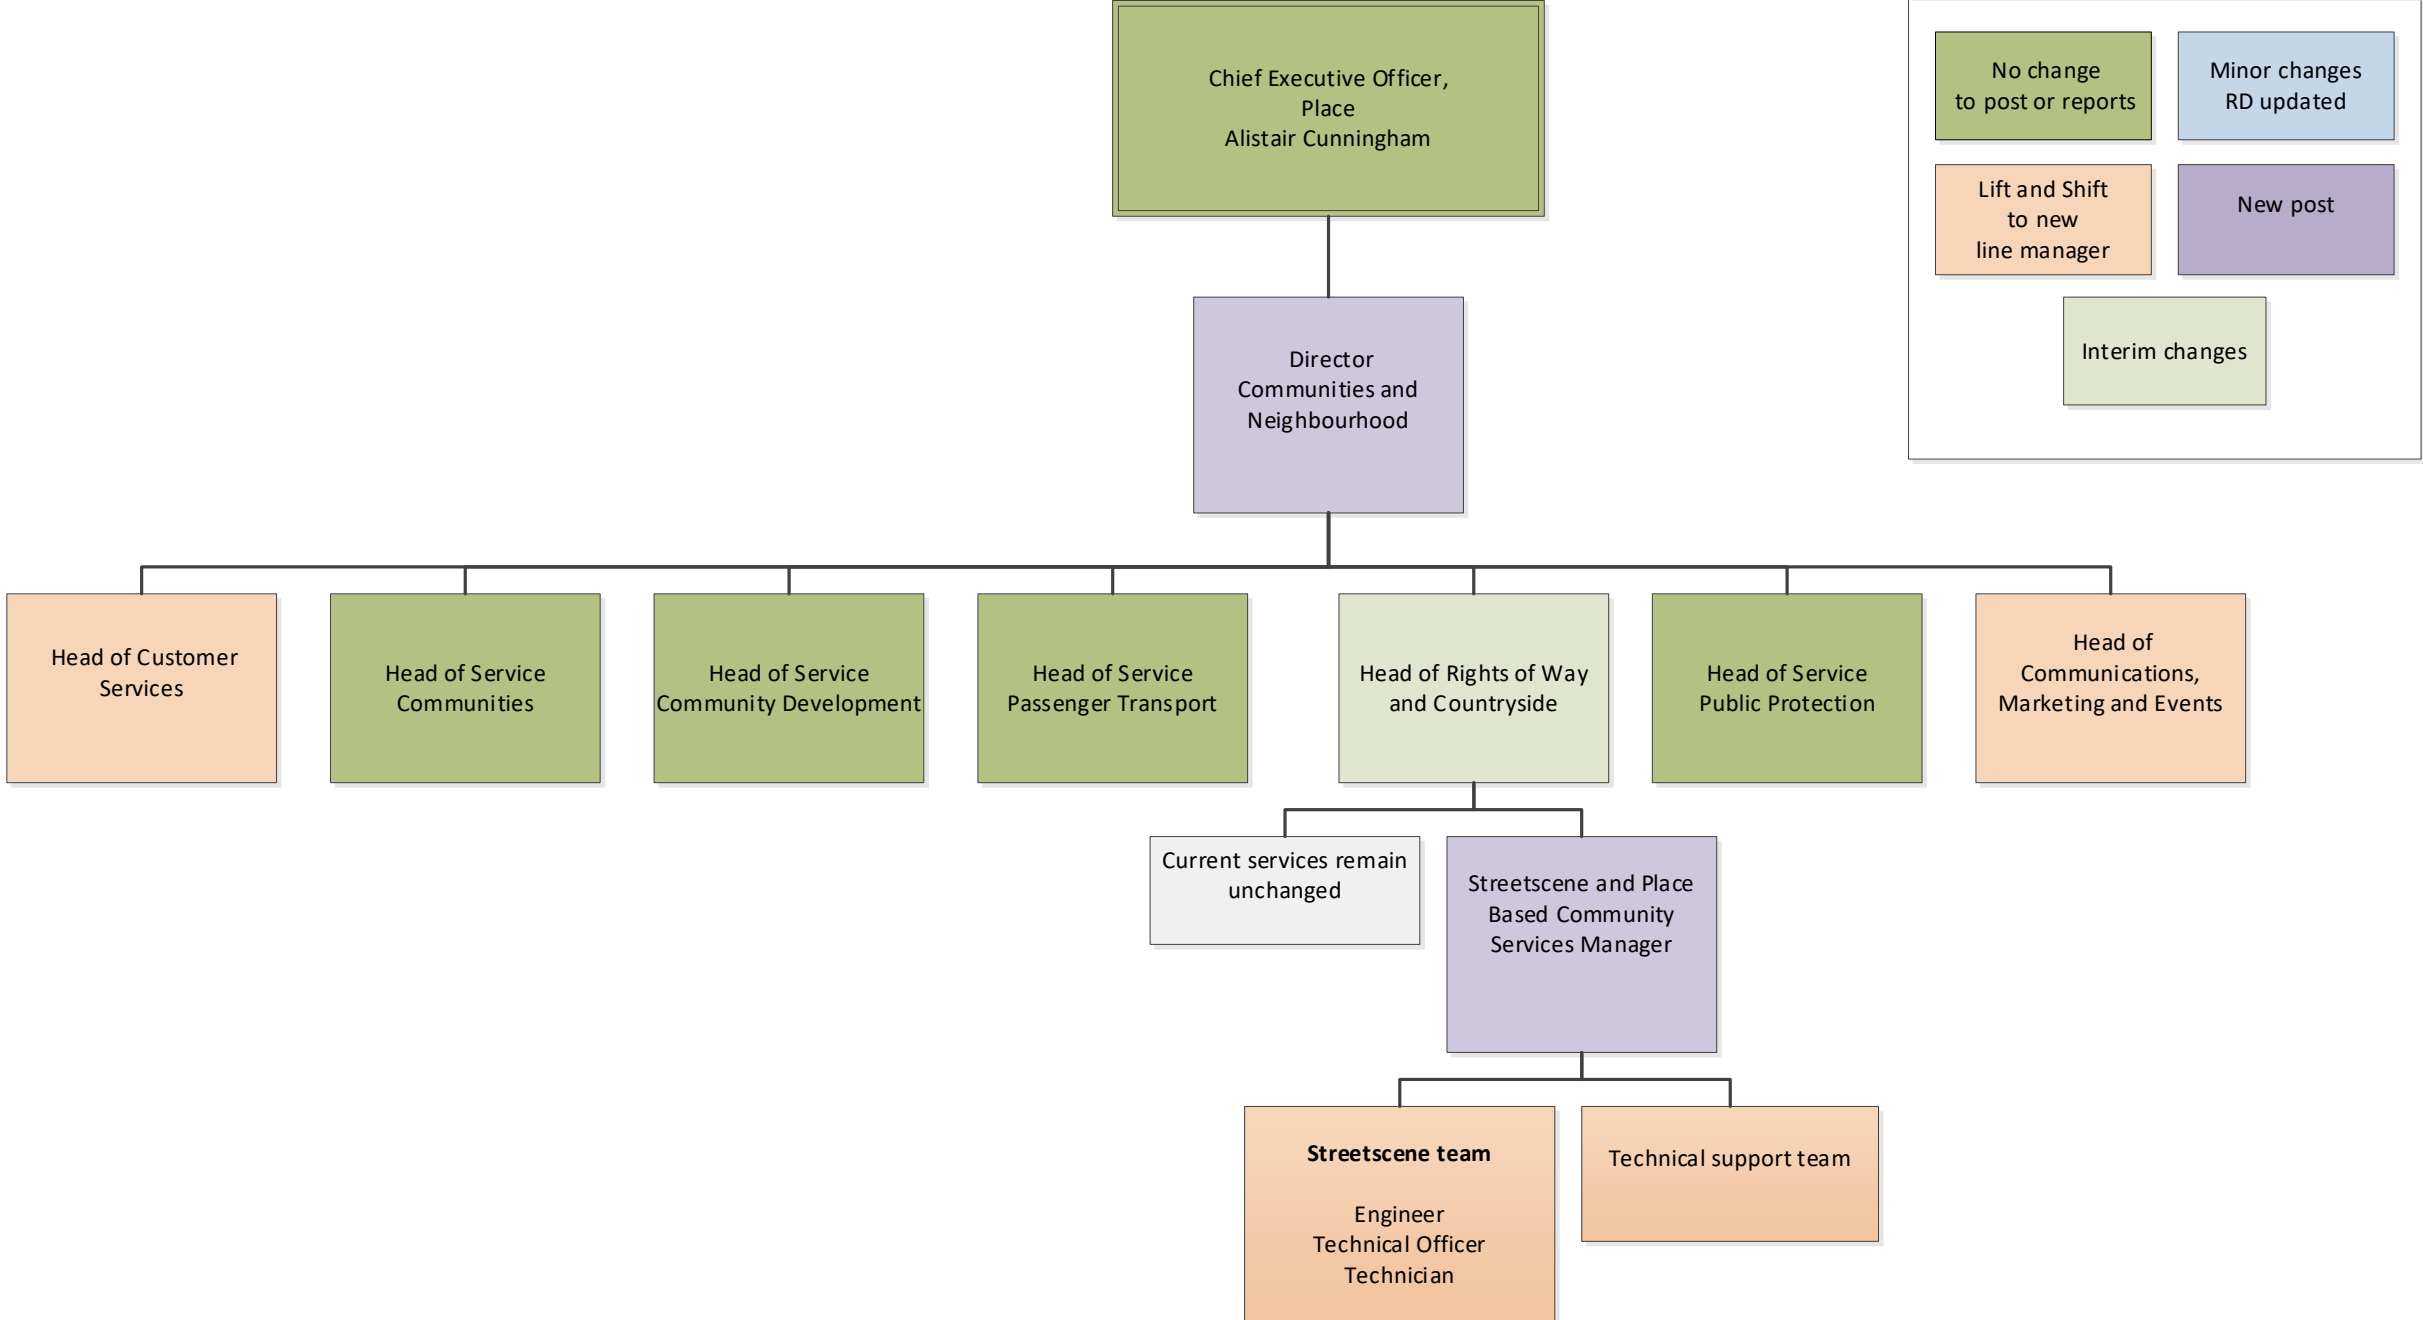 Chief Executive Officer,
Place
Alistair Cunningham
No change
to post or reports
Minor changes
RD updated
Lift and Shift
to new
line manager
New post
Interim changes
Director
Communities and
Neighbourhood
Head of Customer
Services
Head of Service
Communities
Head of Service
Community Development
Head of Service
Passenger Transport
Head of Rights of Way
and Countryside
Head of Service
Public Protection
Head of
Communications,
Marketing and Events
Current services remain
unchanged
Streetscene and Place
Based Community
Services Manager
Streetscene team
Engineer
Technical Officer
Technician
Technical support team